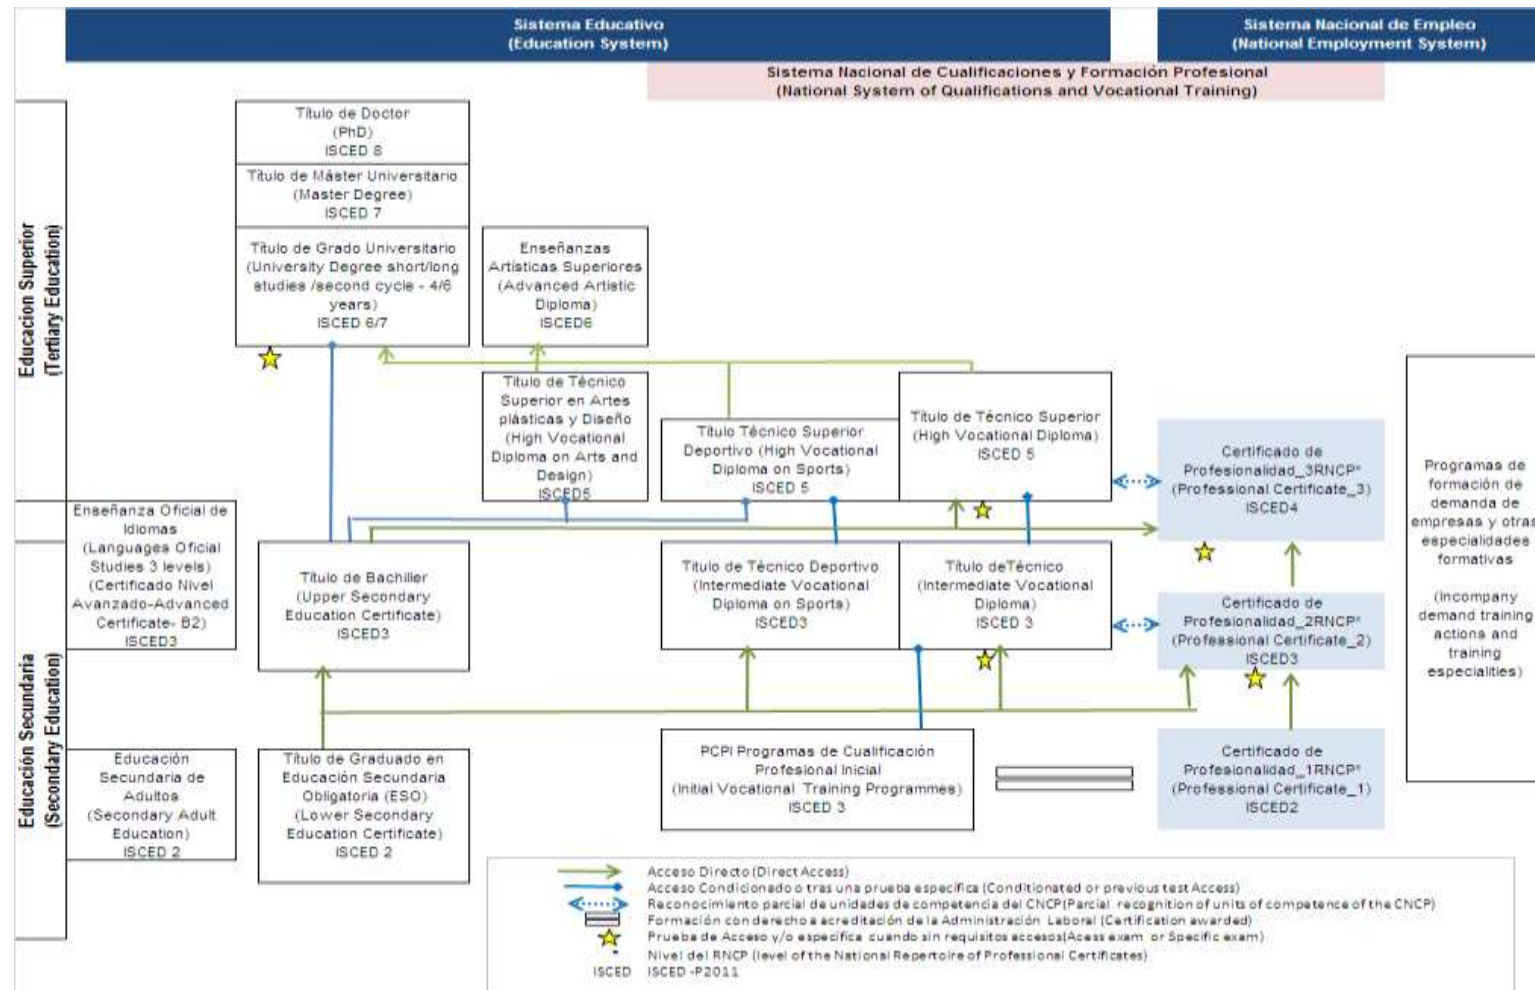 Sistema Educativo
(Education System)
Sistema Nacional de Empleo
(National Employment System)
Sistema Nacional de Cualificaciones y Formación Profesional
(National System of Qualifications and Vocational Training)
Educacion Superior
(Tertiary Education)
Título de Doctor
(PhD)
ISCED 8
Título de Máster Universitario
(Master Degree)
ISCED 7
Título de Grado Universitario
(University Degree short/long
studies /second cycle - 4/6
years)
ISCED 6/7
Enseñanzas
Artísticas Superiores
(Advanced Artistic
Diploma)
ISCED6
Título de Técnico
Superior en Artes
plásticas y Diseño
(High Vocational
Diploma on Arts and
Design)
ISCED5
Título Técnico Superior
Deportivo (High Vocational
Diploma on Sports)
ISCED 5
Título de Técnico Superior
(High Vocational Diploma)
ISCED 5
Certificado de
Profesionalidad_3RNCP*
(Professional Certificate_3)
ISCED4
Programas de
formación de
demanda de
empresas y otras
especialidades
formativas
(Incompany
demand training
actions and
training
especialities)
Educación Secundaria
(Secondary Education)
Enseñanza Oficial de
Idiomas
(Languages Oficial
Studies 3 levels)
(Certificado Nivel
Avanzado-Advanced
Certificate- B2)
ISCED3
Título de Bachiller
(Upper Secondary
Education Certificate)
ISCED3
Título de Técnico Deportivo
(Intermediate Vocational
Diploma on Sports)
ISCED3
Título deTécnico
(Intermediate Vocational
Diploma)
ISCED 3
Certificado de
Profesionalidad_2RNCP*
(Professional Certificate_2)
ISCED3
Educación
Secundaria de
Adultos
(Secondary Adult
Education)
ISCED 2
Título de Graduado en
Educación Secundaria
Obligatoria (ESO)
(Lower Secondary
Education Certificate)
ISCED 2
PCPI Programas de Cualificación
Profesional Inicial
(Initial Vocational Training Programmes)
ISCED 3
Certificado de
Profesionalidad_1RNCP*
(Professional Certificate_1)
ISCED2
Acceso Directo (Direct Access)
Acceso Condicionado o tras una prueba específica (Conditionated or previous test Access)
Reconocimiento parcial de unidades de competencia del CNCP(Parcial recognition of units of competence of the CNCP)
Formación con derecho a acreditación de la Administración Laboral (Certification awarded)
Prueba de Acceso y/o específica cuando sin requisitos accesos(Acess exam or Specific exam)
* Nivel del RNCP (level of the National Repertoire of Professional Certificates)
ISCED ISCED -P2011